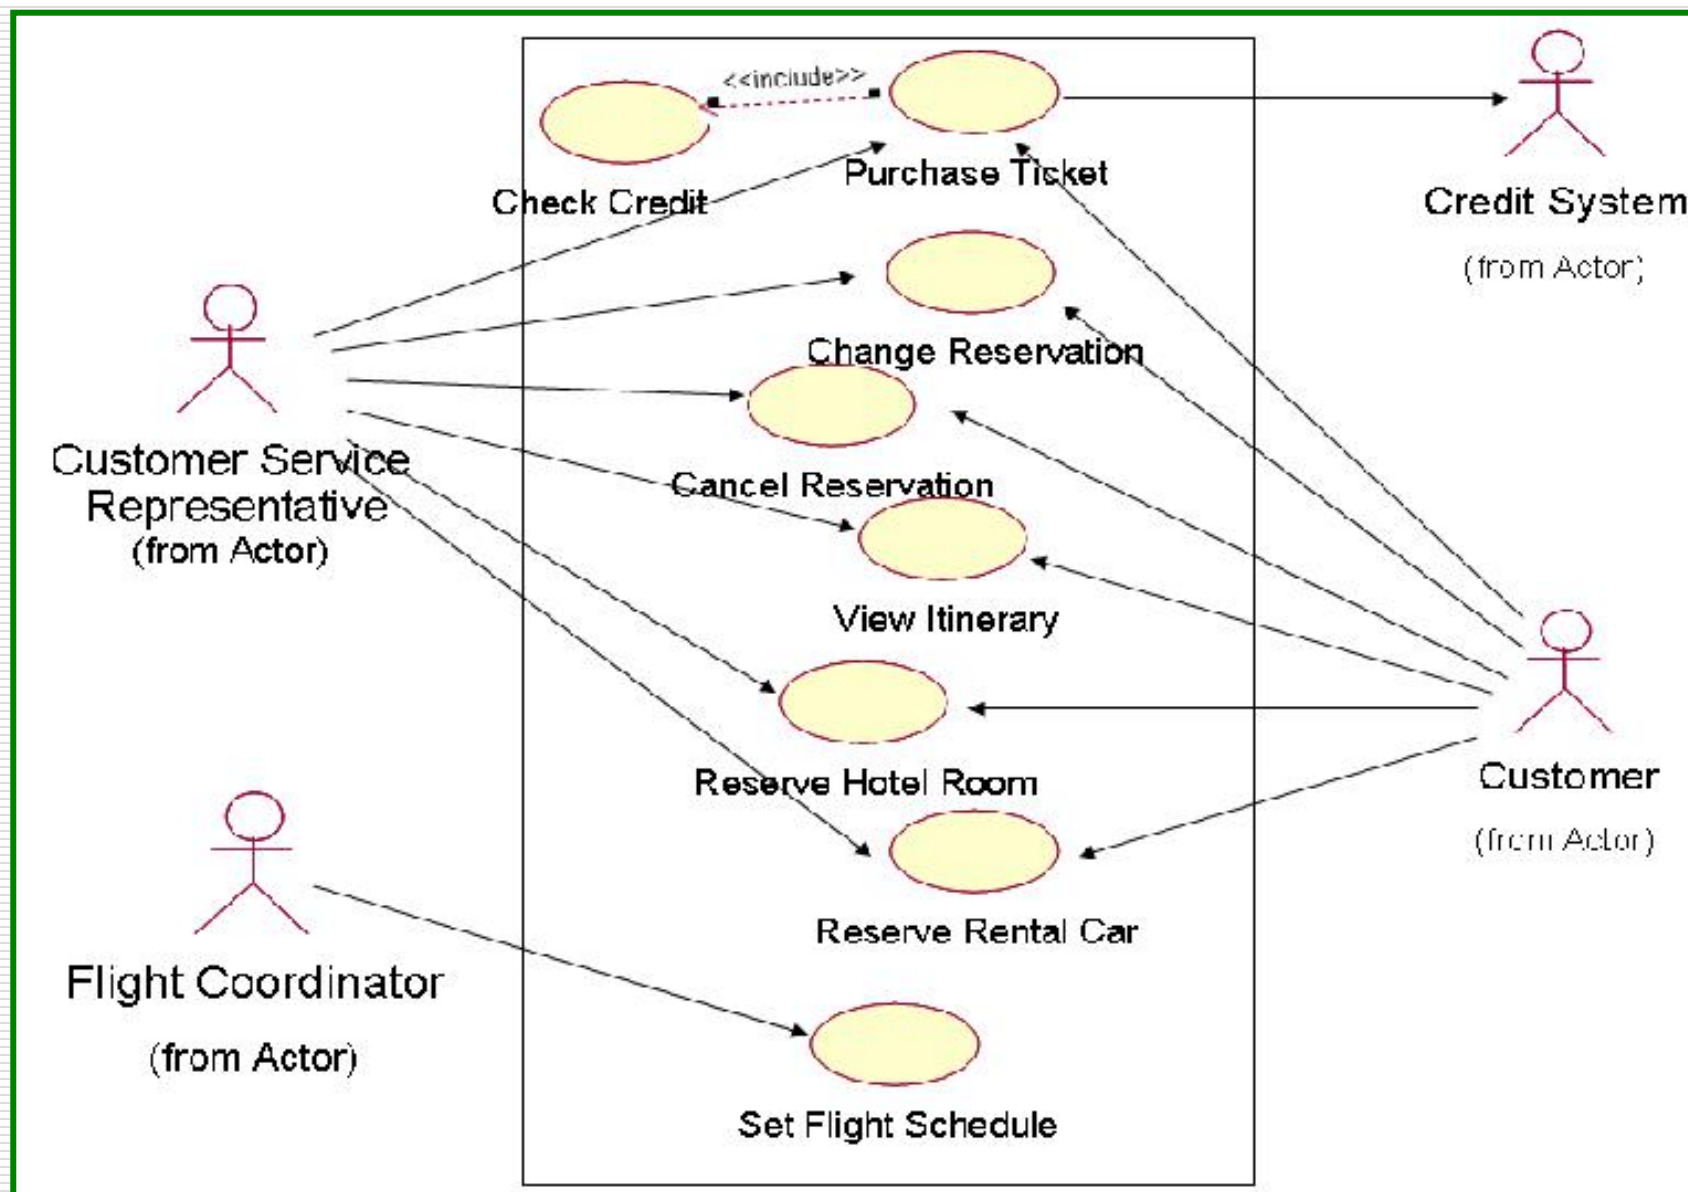 <<include>>
Purchase Ticket
Check Credit
Credit System
(from Actor)
Change Reservation
Customer Service
Representative
(from Actor)
Cancel Reservation
View Itinerary
Reserve Hotel Room
Customer
(from Actor)
Reserve Rental Car
Flight Coordinator
(from Actor)
Set Flight Schedule